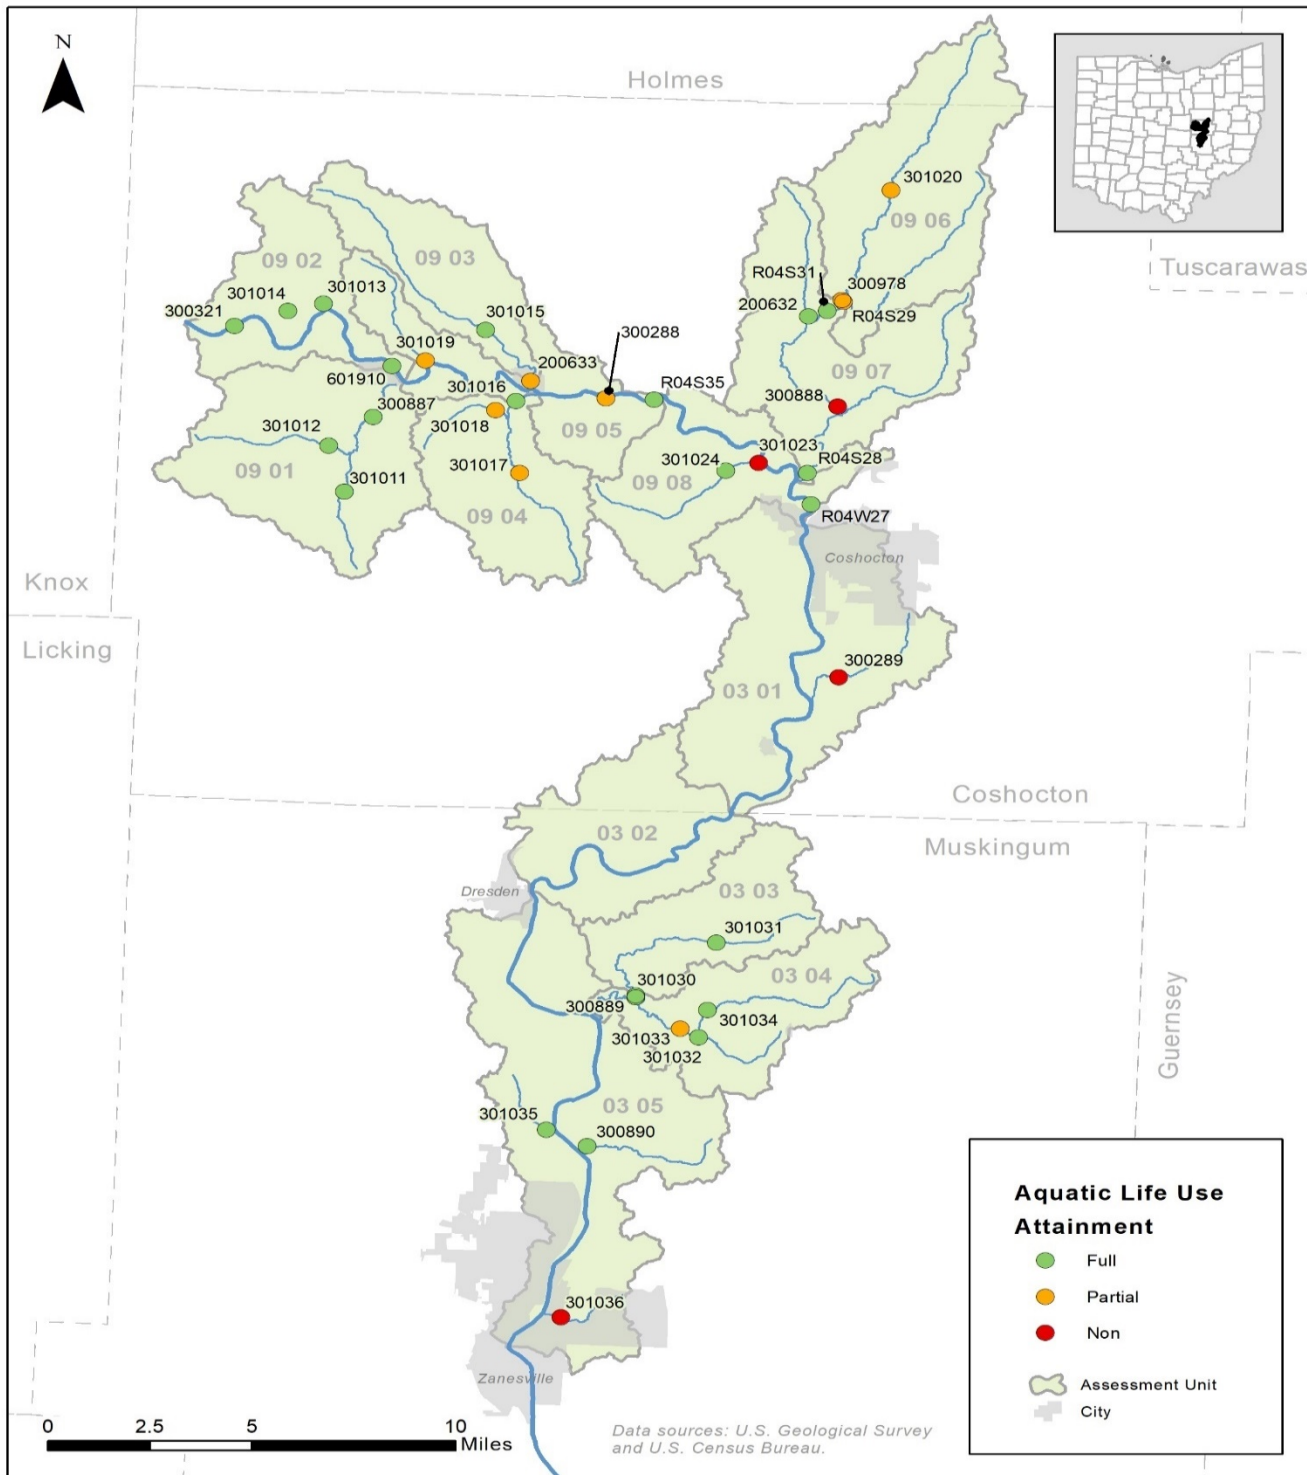 N
Holmes
Tuscarawas
301020
09 06
09 03
09 02
R04S31
300978
301014
301013
300321
301015
200632
R04S29
300288
301019
200633
09 07
601910
301016
R04S35
300888
300887
301018
09 05
301012
301023
09 01
301017
301024
R04S28
301011
09 08
09 04
R04W27
Coshocton
Knox
Licking
300289
03 01
Coshocton
03 02
Muskingum
Dresden
03 03
301031
03 04
301030
300889
301034
301033
301032
Guernsey
03 05
301035
300890
301036
Zanesville
Aquatic Life Use
Attainment
Full
Partial
Non
Assessment Unit
City
0 2.5 5 10
Miles
Data sources: U.S. Geological Survey
and U.S. Census Bureau.